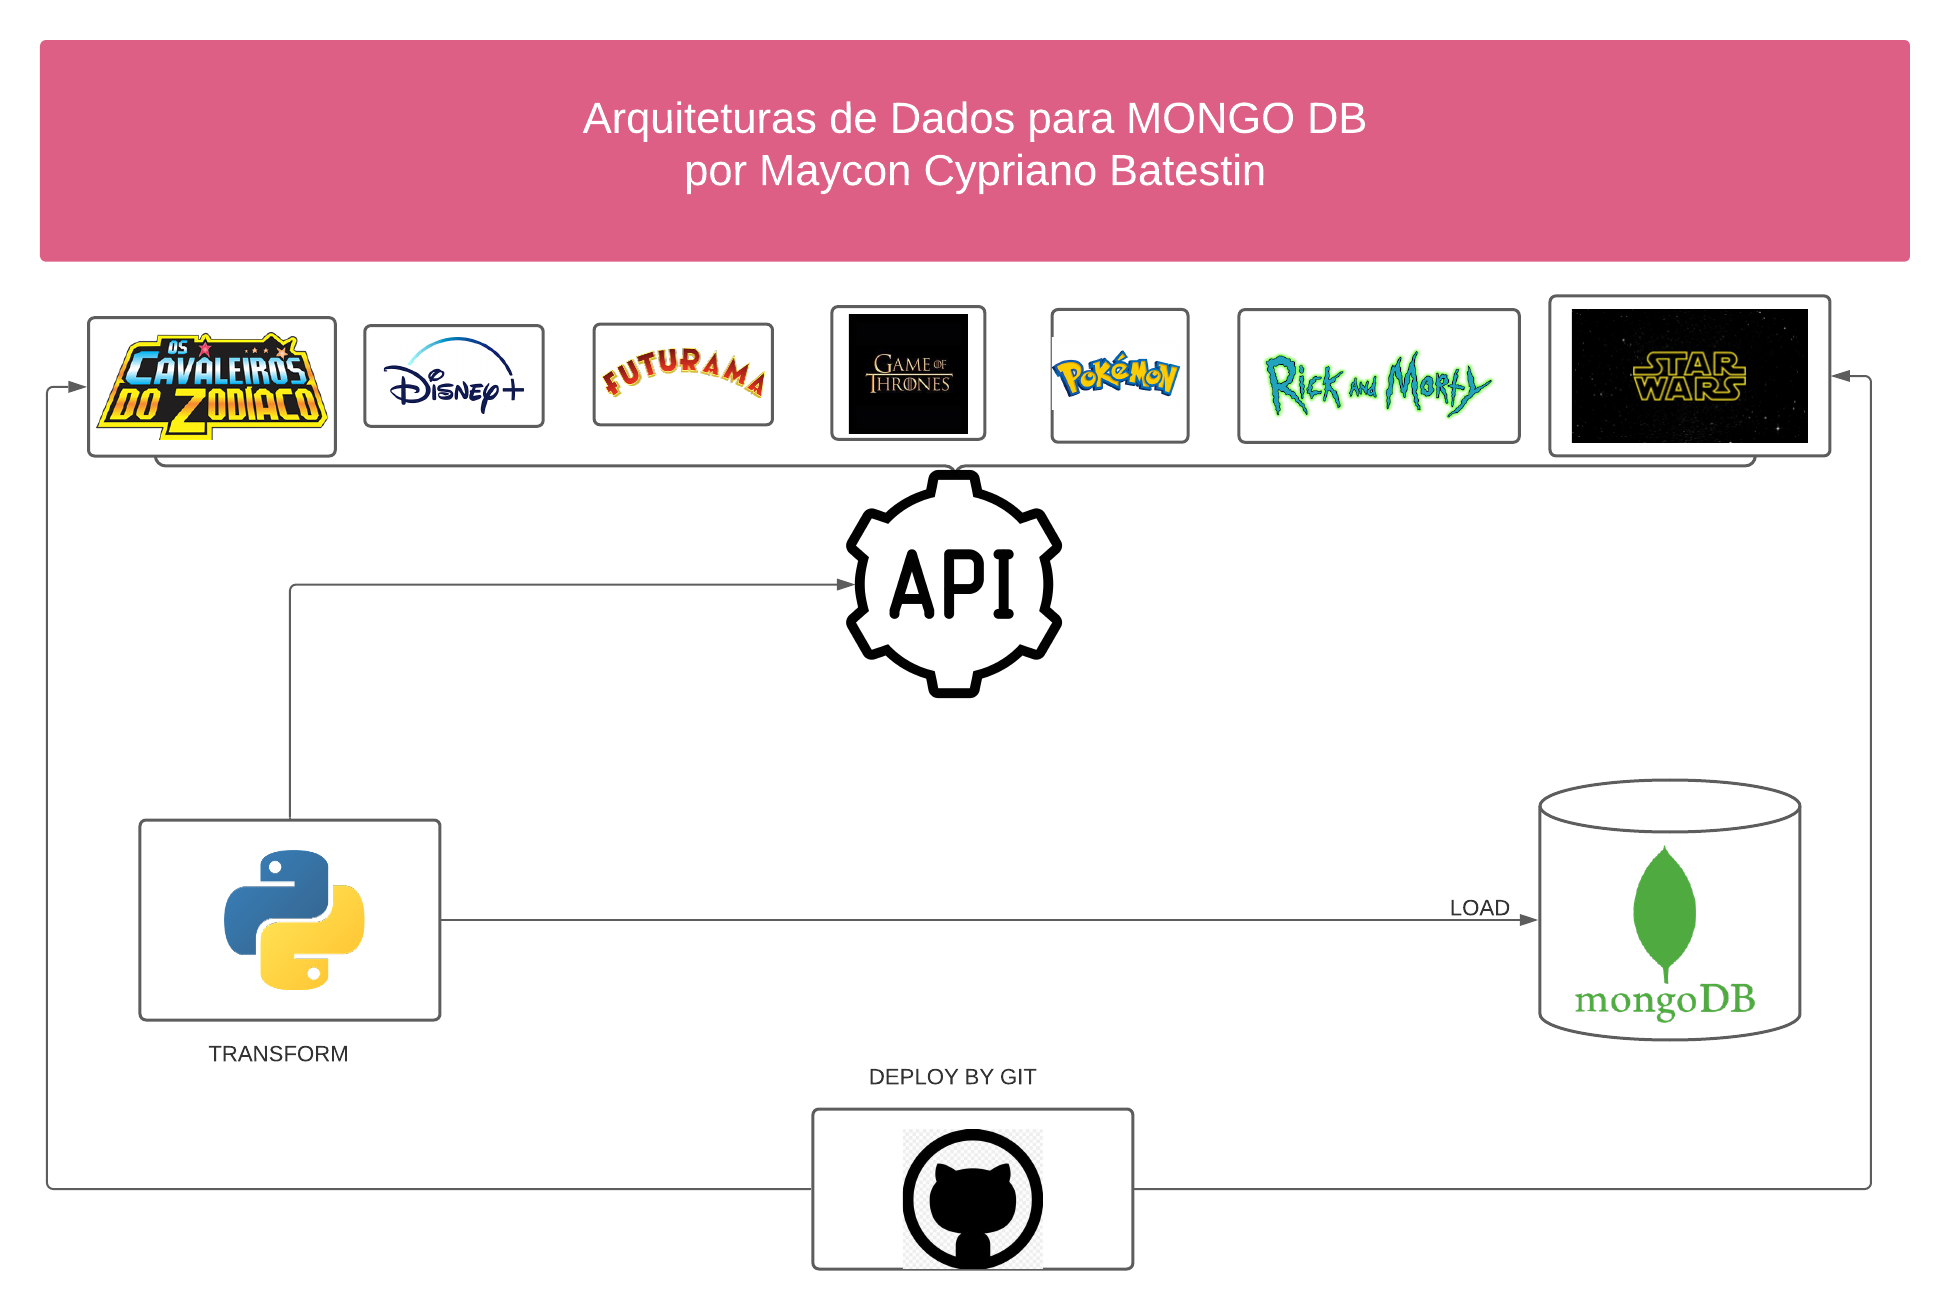 Arquiteturas de Dados para MONGO DB
por Maycon Cypriano Batestin
OS
CAVALEIROS
DO ZODÍACO
Disney+
FUTURAMA
GAME OF
THRONES
POKéMON
RICK AND MORTY
STAR
WARS
API
LOAD
mongoDB
TRANSFORM
DEPLOY BY GIT